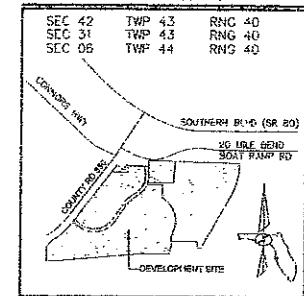 SEC 42 TWP 43 RNG 40
SEC 31 TWP 43 RNG 40
SEC 06 TWP 44 RNG 40
CONNORS HWY
SOUTHERN BLVD (SR 80)
20 MILE BEND
BOAT RAMP RD
COUNTY RD 880
DEVELOPMENT SITE